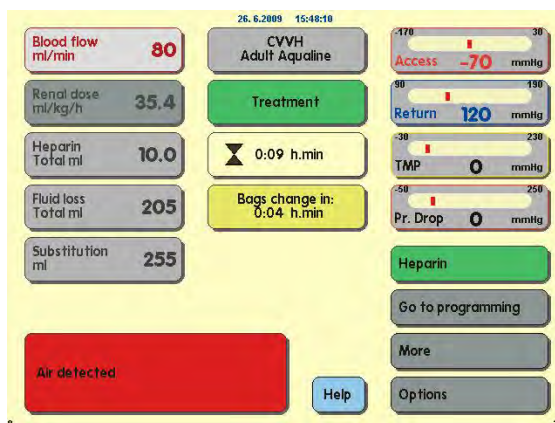 26. 6.2009 15:48:10
Blood flow
ml/min 80
Renal dose
ml/kg/h 35.4
Heparin
Total ml 10.0
Fluid loss
Total ml 205
Substitution
ml 255
Air detected
CVVH
Adult Aqualine
Treatment
0:09 h.min
Bags change in:
0:04 h.min
Help
-170 30
Access -70 mmHg
90 190
Return 120 mmHg
-30 230
TMP 0 mmHg
-50 250
Pr. Drop 0 mmHg
Heparin
Go to programming
More
Options